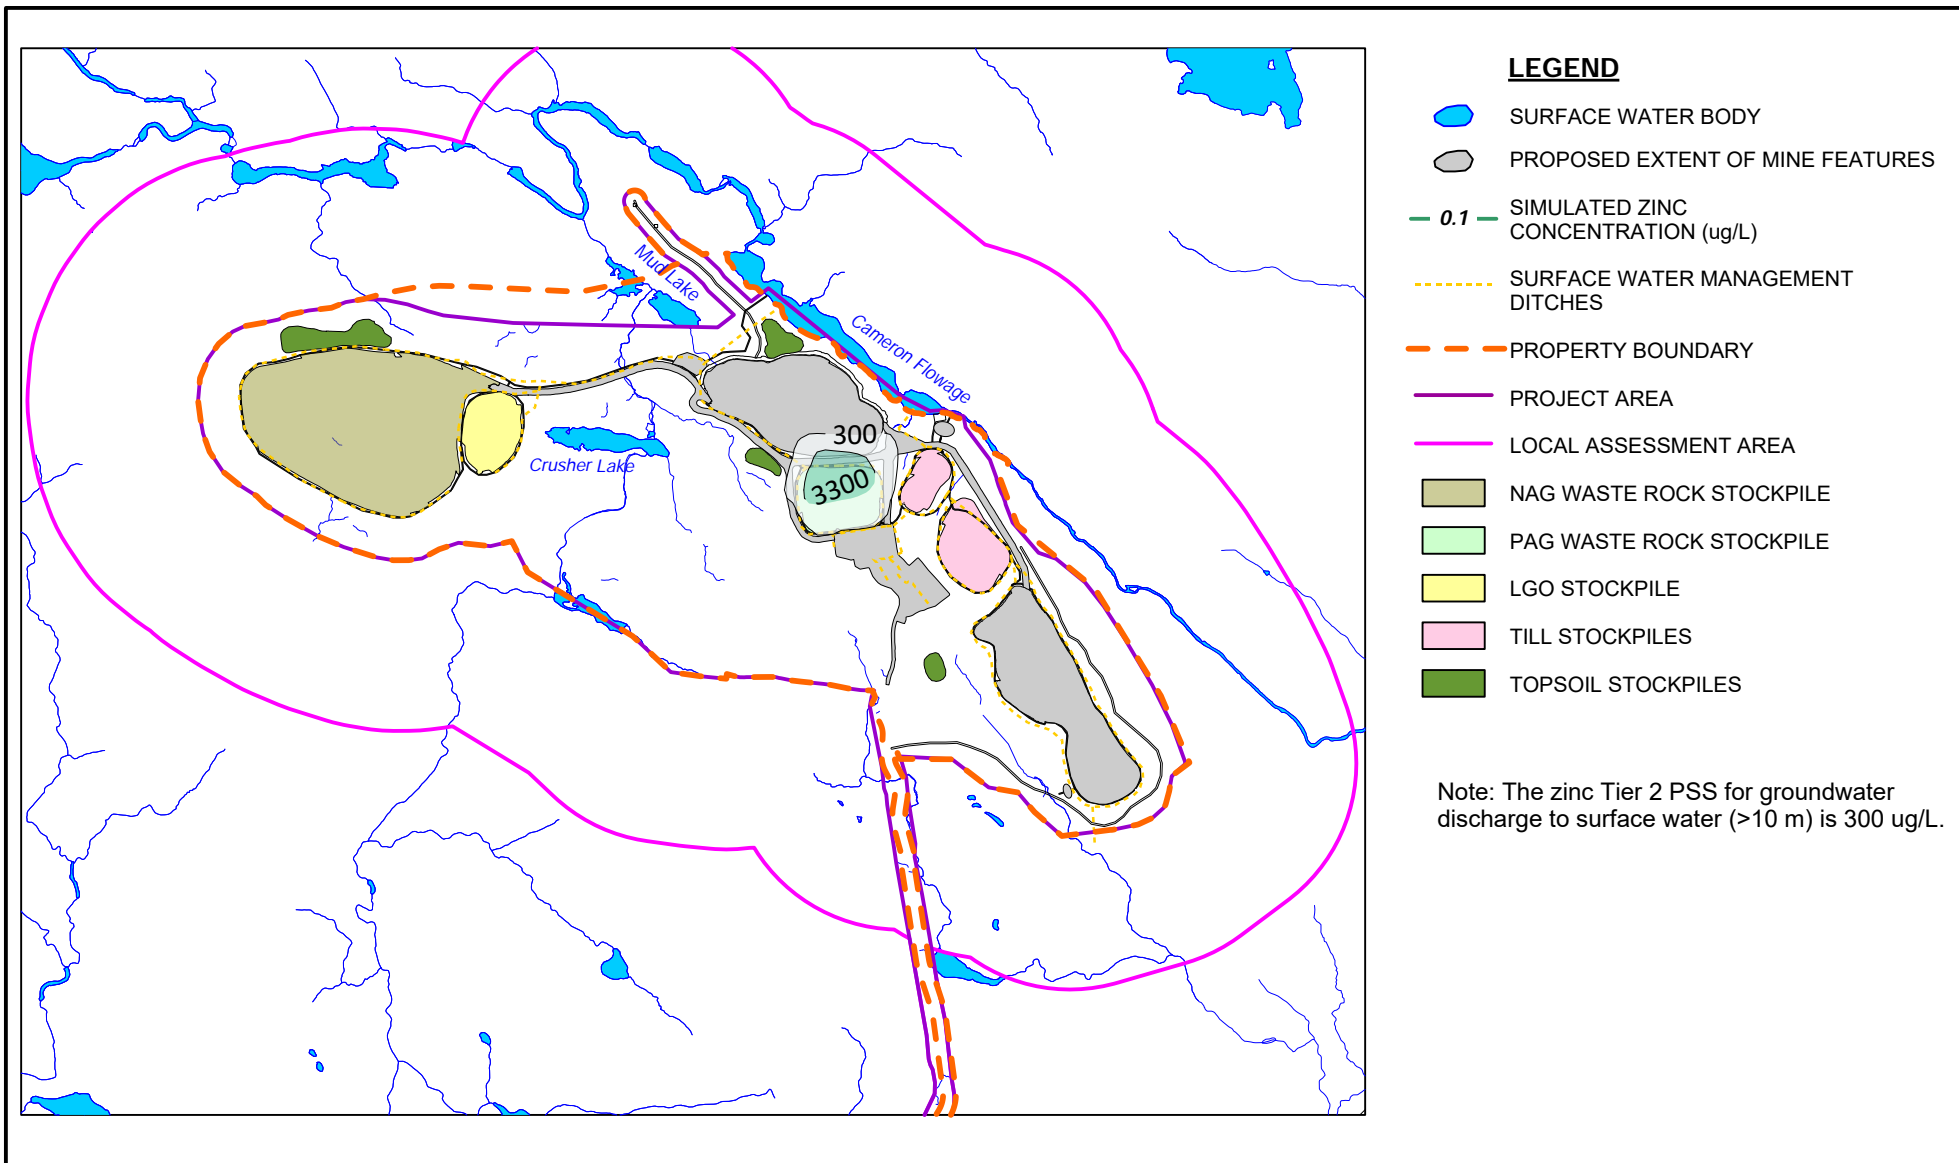 LEGEND
SURFACE WATER BODY
PROPOSED EXTENT OF MINE FEATURES
0.1
SIMULATED ZINC
CONCENTRATION (ug/L)
SURFACE WATER MANAGEMENT
DITCHES
PROPERTY BOUNDARY
PROJECT AREA
LOCAL ASSESSMENT AREA
NAG WASTE ROCK STOCKPILE
PAG WASTE ROCK STOCKPILE
LGO STOCKPILE
TILL STOCKPILES
TOPSOIL STOCKPILES
Note: The zinc Tier 2 PSS for groundwater
discharge to surface water (>10 m) is 300 ug/L.
Mud Lake
Cameron Flowage
Crusher Lake
300
3300